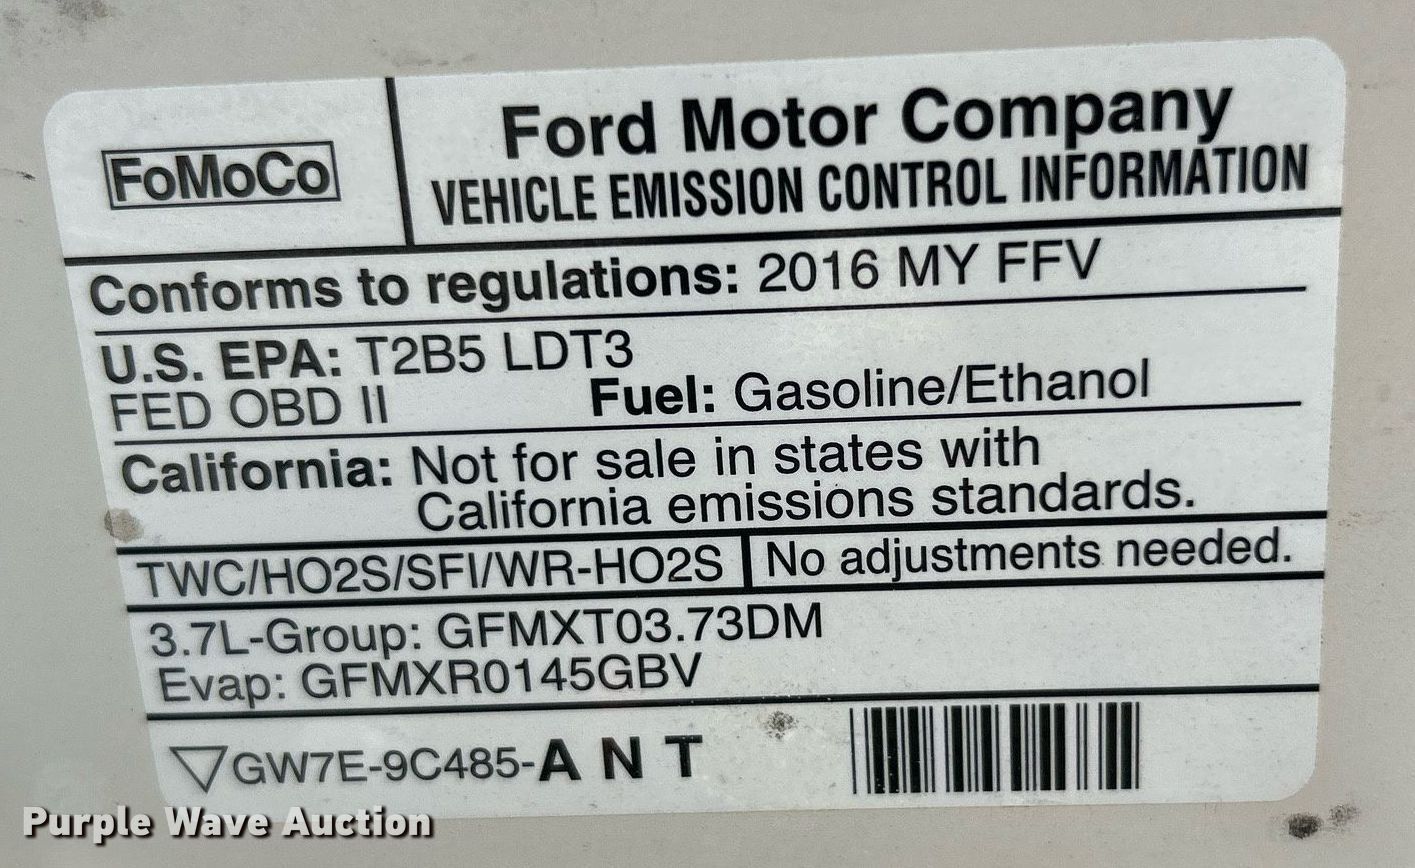 FoMoCo
Ford Motor Company
VEHICLE EMISSION CONTROL INFORMATION
Conforms to regulations: 2016 MY FFV
U.S. EPA: T2B5 LDT3
FED OBD II
Fuel: Gasoline/Ethanol
California: Not for sale in states with
California emissions standards.
TWC/HO2S/SFI/WR-HO2S
No adjustments needed.
3.7L-Group: GFMXT03.73DM
Evap: GFMXR0145GBV
GW7E-9C485-ANT
Purple Wave Auction